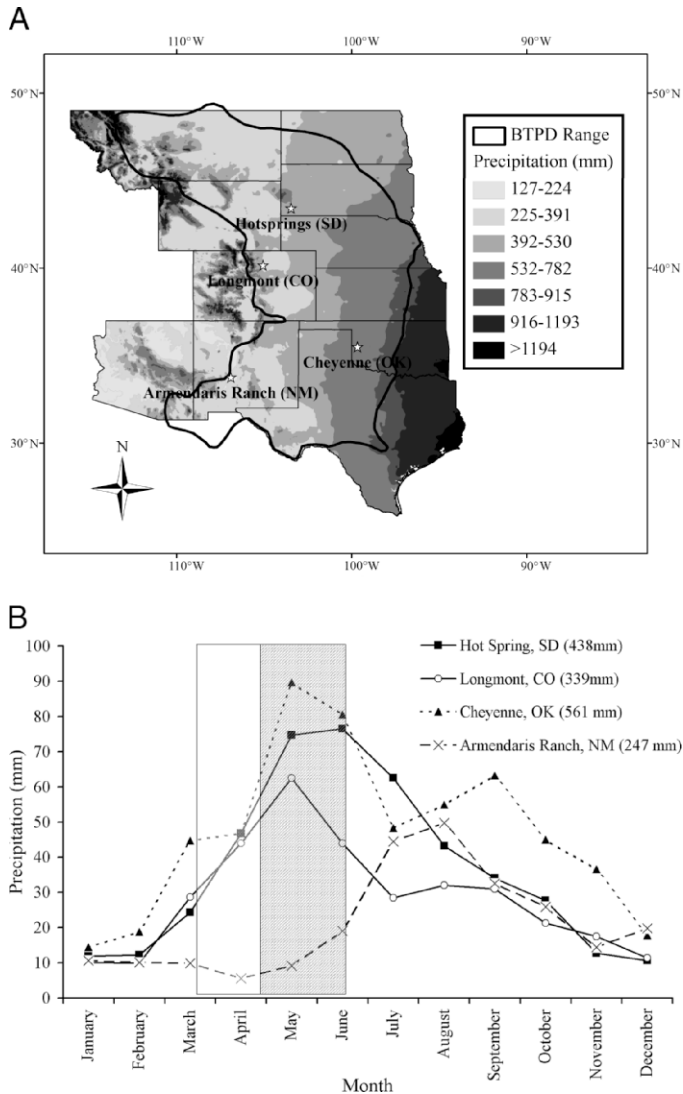 A
110°W 100°W 90°W
50°N 50°N
BTPD Range
Precipitation (mm)
127-224
225-391
392-530
532-782
783-915
916-1193
>1194
Hotsprings (SD)
40°N 40°N
Longmont (CO)
Cheyenne (OK)
Armendaris Ranch (NM)
30°N 30°N
N
110°W 100°W 90°W
B
Hot Spring, SD (438mm)
Longmont, CO (339mm)
Cheyenne, OK (561 mm)
Armendaris Ranch, NM (247 mm)
Precipitation (mm)
100
90
80
70
60
50
40
30
20
10
0
January
February
March
April
May
June
July
August
September
October
November
December
Month